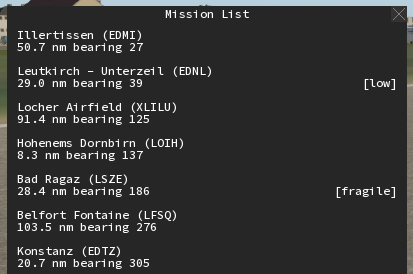 Mission List
Illertissen (EDMI)
50.7 nm bearing 27
Leutkirch - Unterzeil (EDNL)
29.0 nm bearing 39 [low]
Locher Airfield (XLILU)
91.4 nm bearing 125
Hohenems Dornbirn (LOIH)
8.3 nm bearing 137
Bad Ragaz (LSZE)
28.4 nm bearing 186 [fragile]
Belfort Fontaine (LFSQ)
103.5 nm bearing 276
Konstanz (EDTZ)
20.7 nm bearing 305